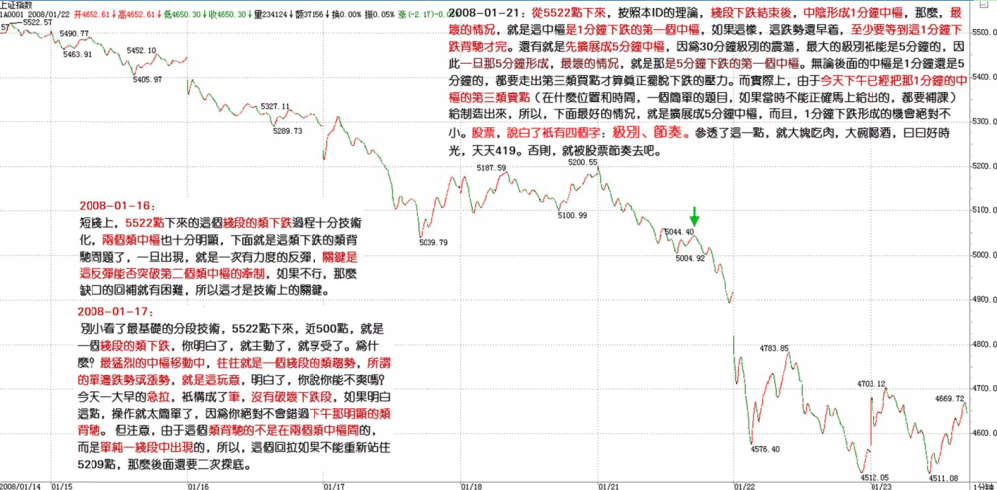 上证指数
1A0001 2008/01/22 开4652.61↓高4652.61↓低4650.30↓收4650.30↓量234124↓额37156↓换0.00% 振0.05% 涨(-2.17)-0.0
2008-01-21：從5522點下來，按照本ID的理論，綫段下跌結束後，中陰形成1分鐘中樞，那麼，最
壞的情况，就是這中樞是1分鐘下跌的第一個中樞，如果這樣，這跌勢還早着，至少要等到這1分鐘下
跌背馳才完。還有就是先擴展成5分鐘中樞，因爲30分鐘級别的震蕩，最大的級别衹能是5分鐘的，因
此一旦那5分鐘形成，最壞的情况，就是那是5分鐘下跌的第一個中樞。無論後面的中樞是1分鐘還是5
分鐘的，都要走出第三類買點才算真正擺脱下跌的壓力。而實際上，由于今天下午已經把那1分鐘的中
樞的第三類賣點（在什麼位置和時間，一個簡單的題目，如果當時不能正確馬上給出的，都要補課）
給制造出來，所以，下面最好的情况，就是擴展成5分鐘中樞，而且，1分鐘下跌形成的機會絕對不
小。股票，説白了衹有四個字：級别、節奏。參透了這一點，就大塊吃肉，大碗喝酒，日日好時
光，天天419。否則，就被股票節奏去吧。
5522.57
5490.77
5463.91
5452.10
5405.97
5327.11
5289.73
5200.55
5187.59
5100.99
5039.79
5044.40
5004.92
4783.85
4703.12
4669.72
4576.40
4512.05
4511.08
2008-01-16：
短綫上，5522點下來的這個綫段的類下跌過程十分技術
化，兩個類中樞也十分明顯，下面就是這類下跌的類背
馳問題了，一旦出現，就是一次有力度的反彈，關鍵是
這反彈能否突破第二個類中樞的牽制，如果不行，那麼
缺口的回補就有困難，所以這才是技術上的關鍵。
2008-01-17：
别小看了最基礎的分段技術，5522點下來，近500點，就是
一個綫段的類下跌，你明白了，就主動了，就享受了。爲什
麼？最猛烈的中樞移動中，往往就是一個綫段的類趨勢，所謂
的單邊跌勢或漲勢，就是這玩意，明白了，你説你能不爽嗎？
今天一大早的急拉，衹構成了筆，没有破壞下跌段，如果明白
這點，操作就太簡單了，因爲你絕對不會錯過下午那明顯的類
背馳。但注意，由于這個類背馳的不是在兩個類中樞間的，
而是單純一綫段中出現的，所以，這個回拉如果不能重新站住
5209點，那麼後面還要二次探底。
5500.
5400.
5300.
5200.
5100.
5000.
4900.
4800.
4700.
4600.
2008/01/14 01/15 01/16 01/17 01/18 01/21 01/22 01/23 1分鐘